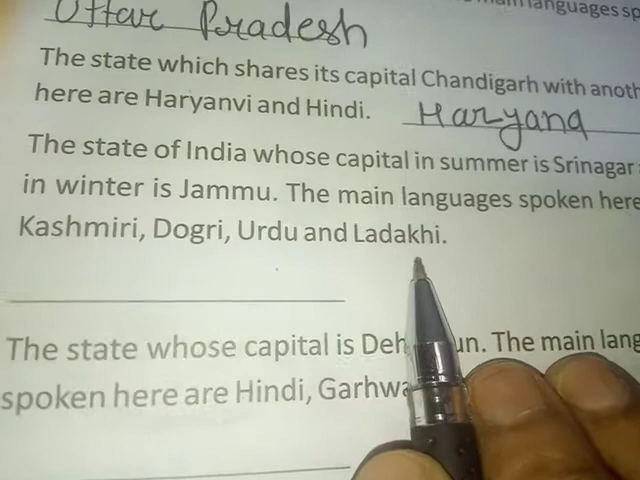 main languages sp
Uttar Pradesh
The state which shares its capital Chandigarh with anoth
here are Haryanvi and Hindi. Haryana
The state of India whose capital in summer is Srinagar
in winter is Jammu. The main languages spoken here
Kashmiri, Dogri, Urdu and Ladakhi.
The state whose capital is Deh un. The main lang
spoken here are Hindi, Garhwa